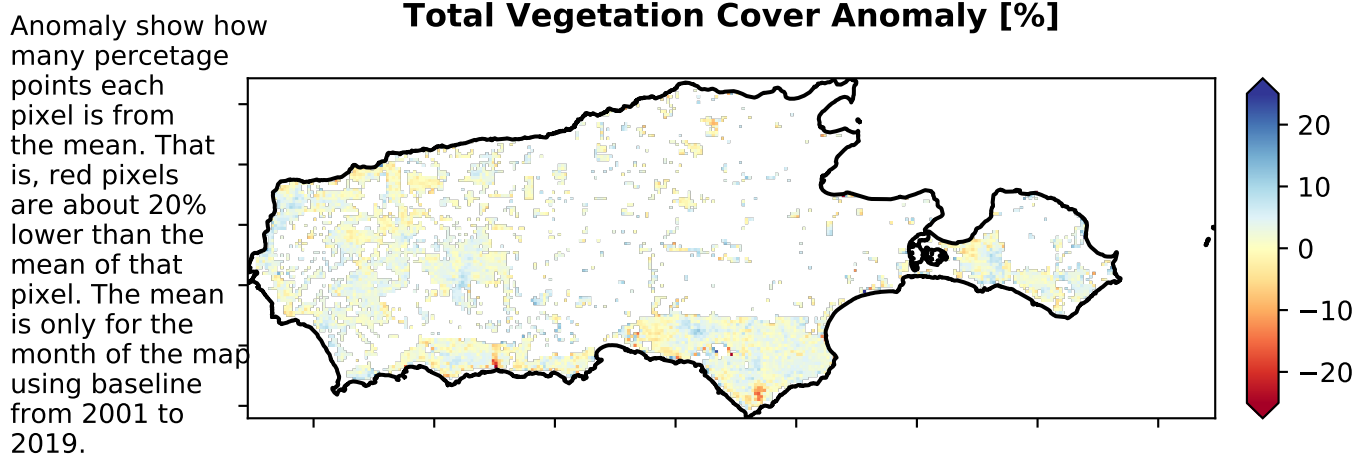 Total Vegetation Cover Anomaly [%]
Anomaly show how
many percetage
points each
pixel is from
the mean. That
is, red pixels
are about 20%
lower than the
mean of that
pixel. The mean
is only for the
month of the map
using baseline
from 2001 to
2019.
20
10
0
−10
−20